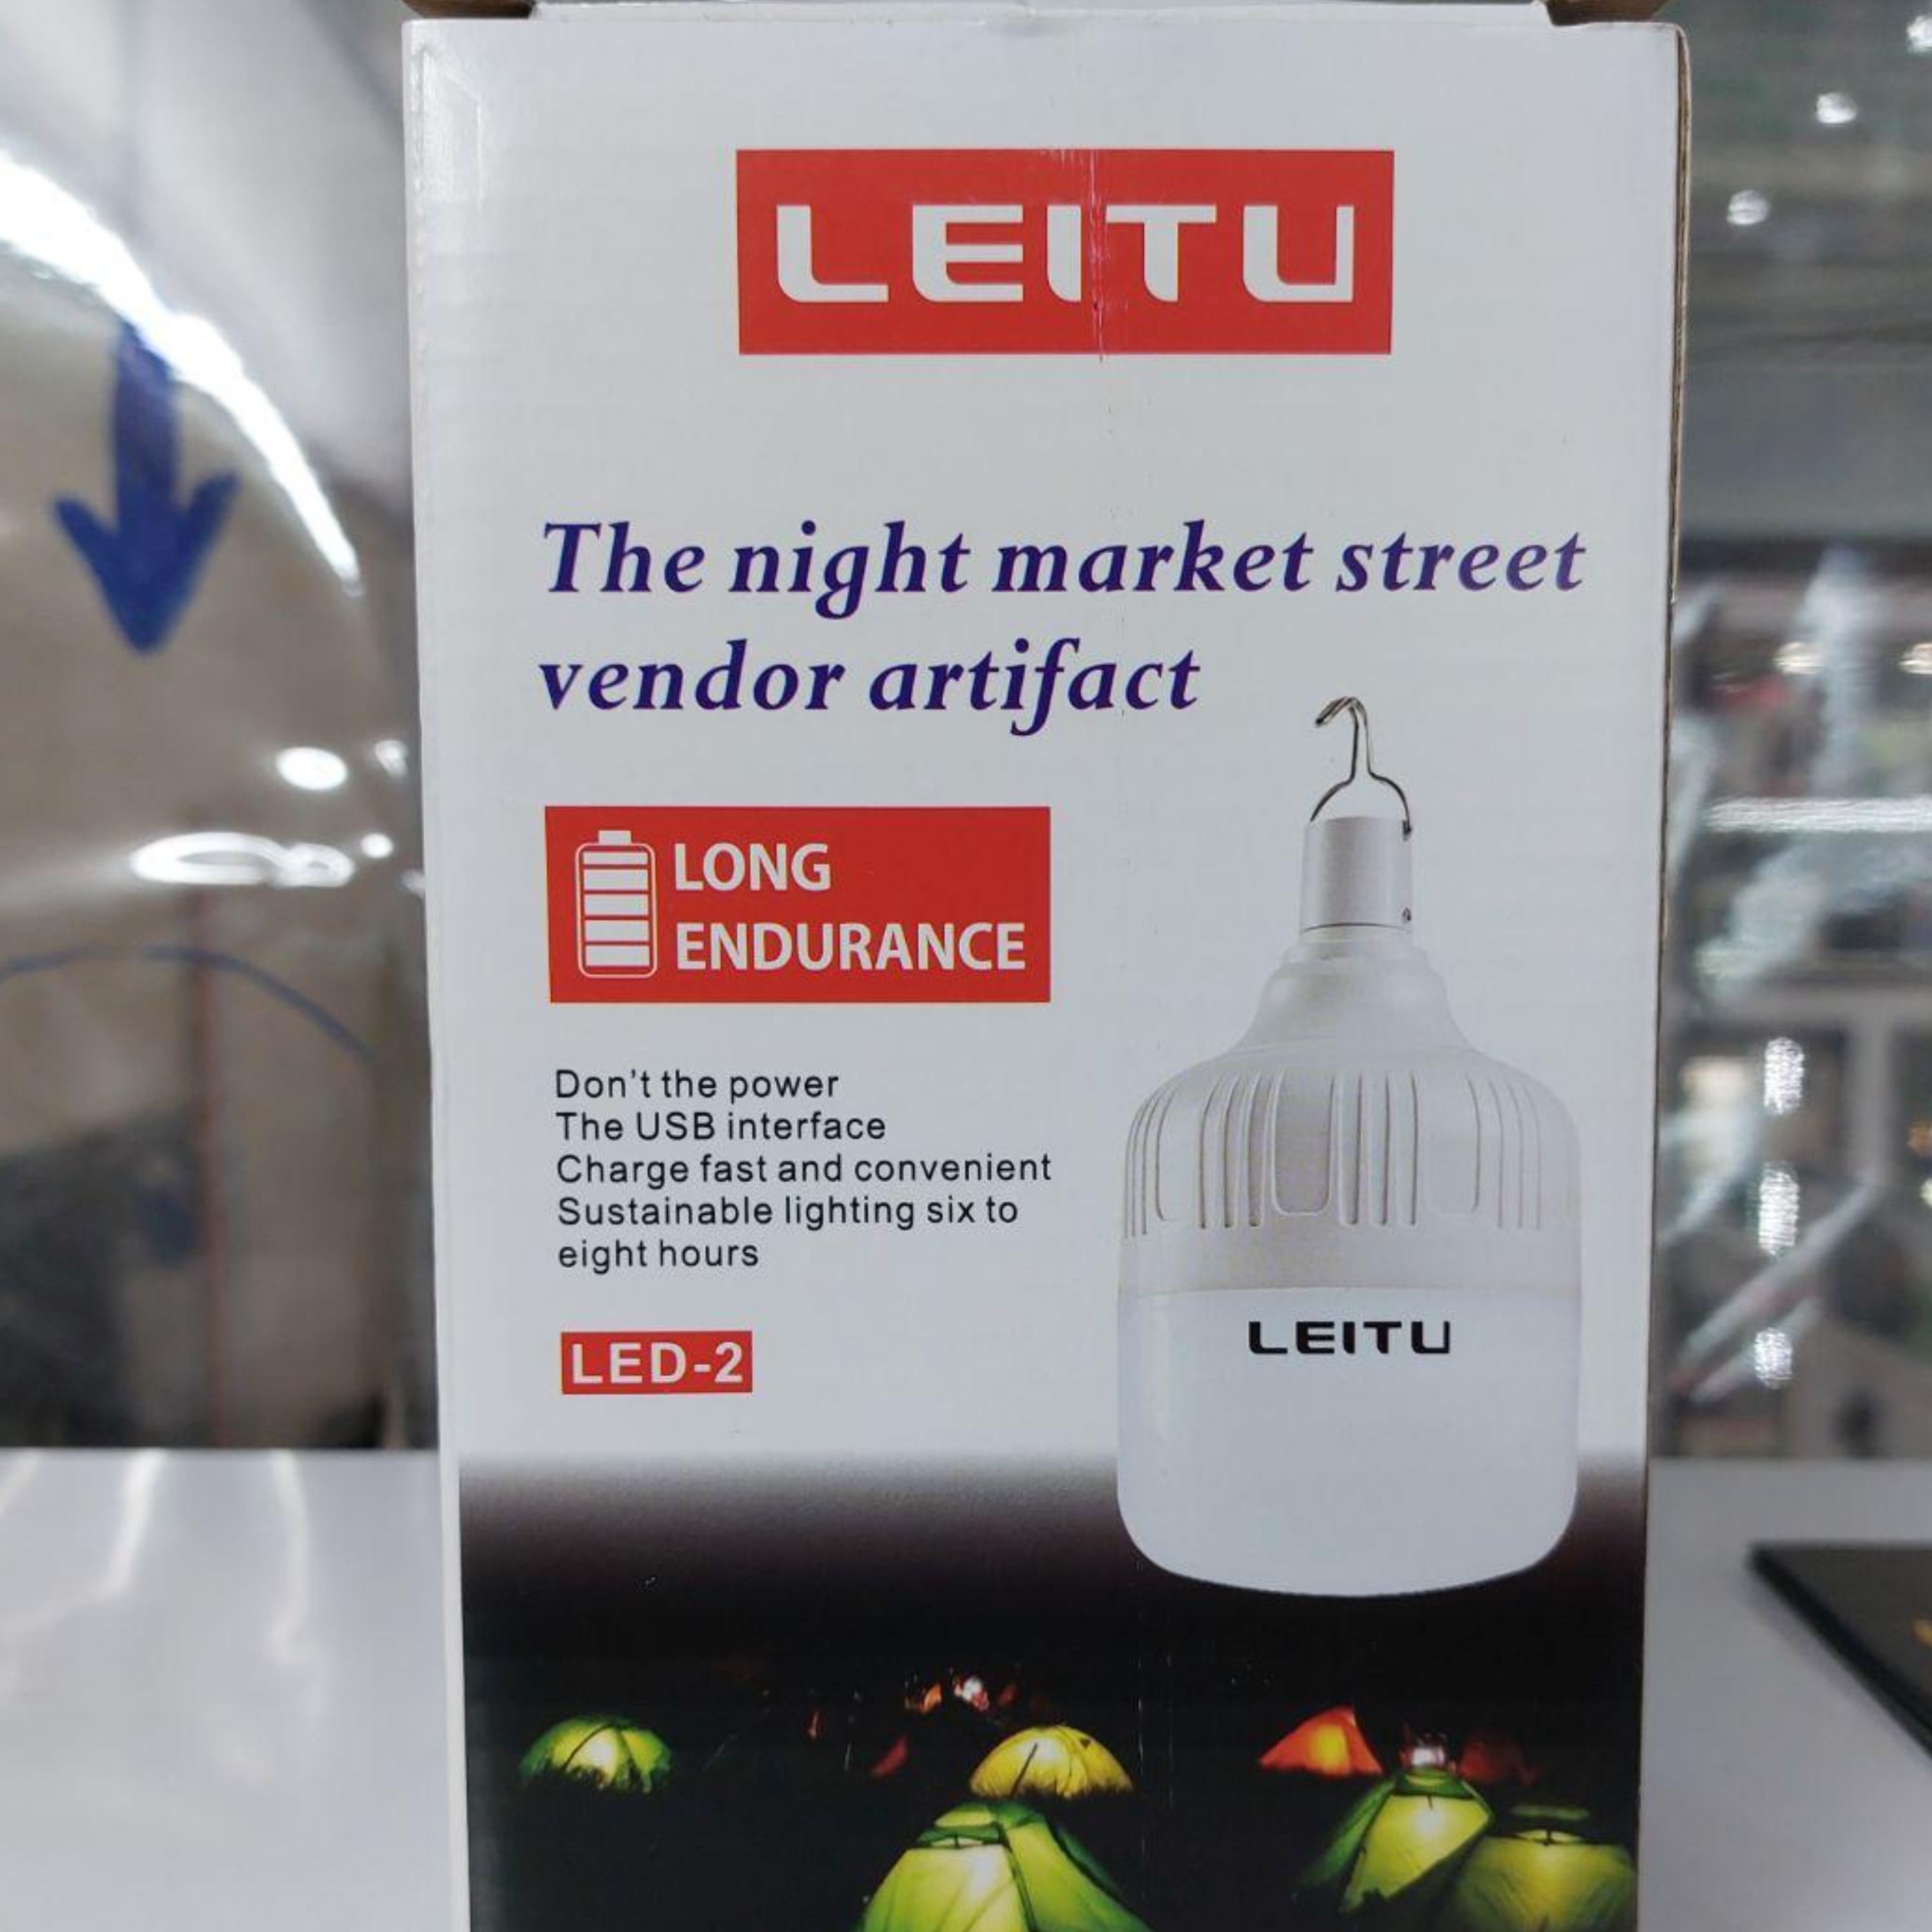 LEITU
The night market street
vendor artifact
LONG
ENDURANCE
Don't the power
The USB interface
Charge fast and convenient
Sustainable lighting six to
eight hours
LED-2
LEITU